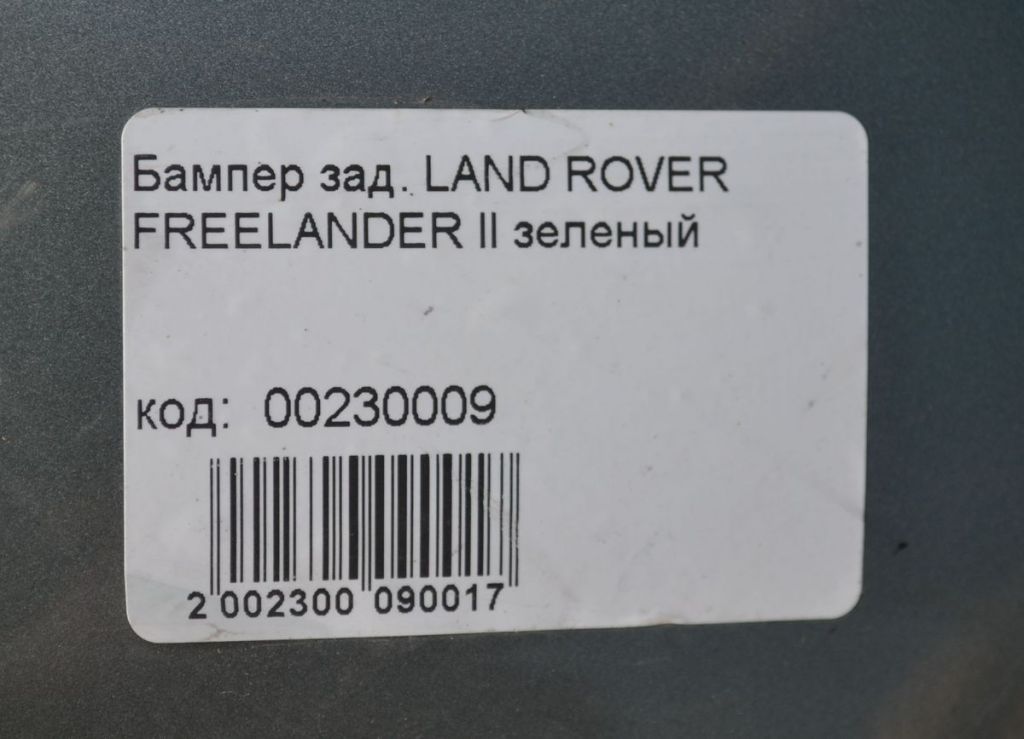 Бампер зад. LAND ROVER
FREELANDER II зеленый
код: 00230009
2 002300 090017